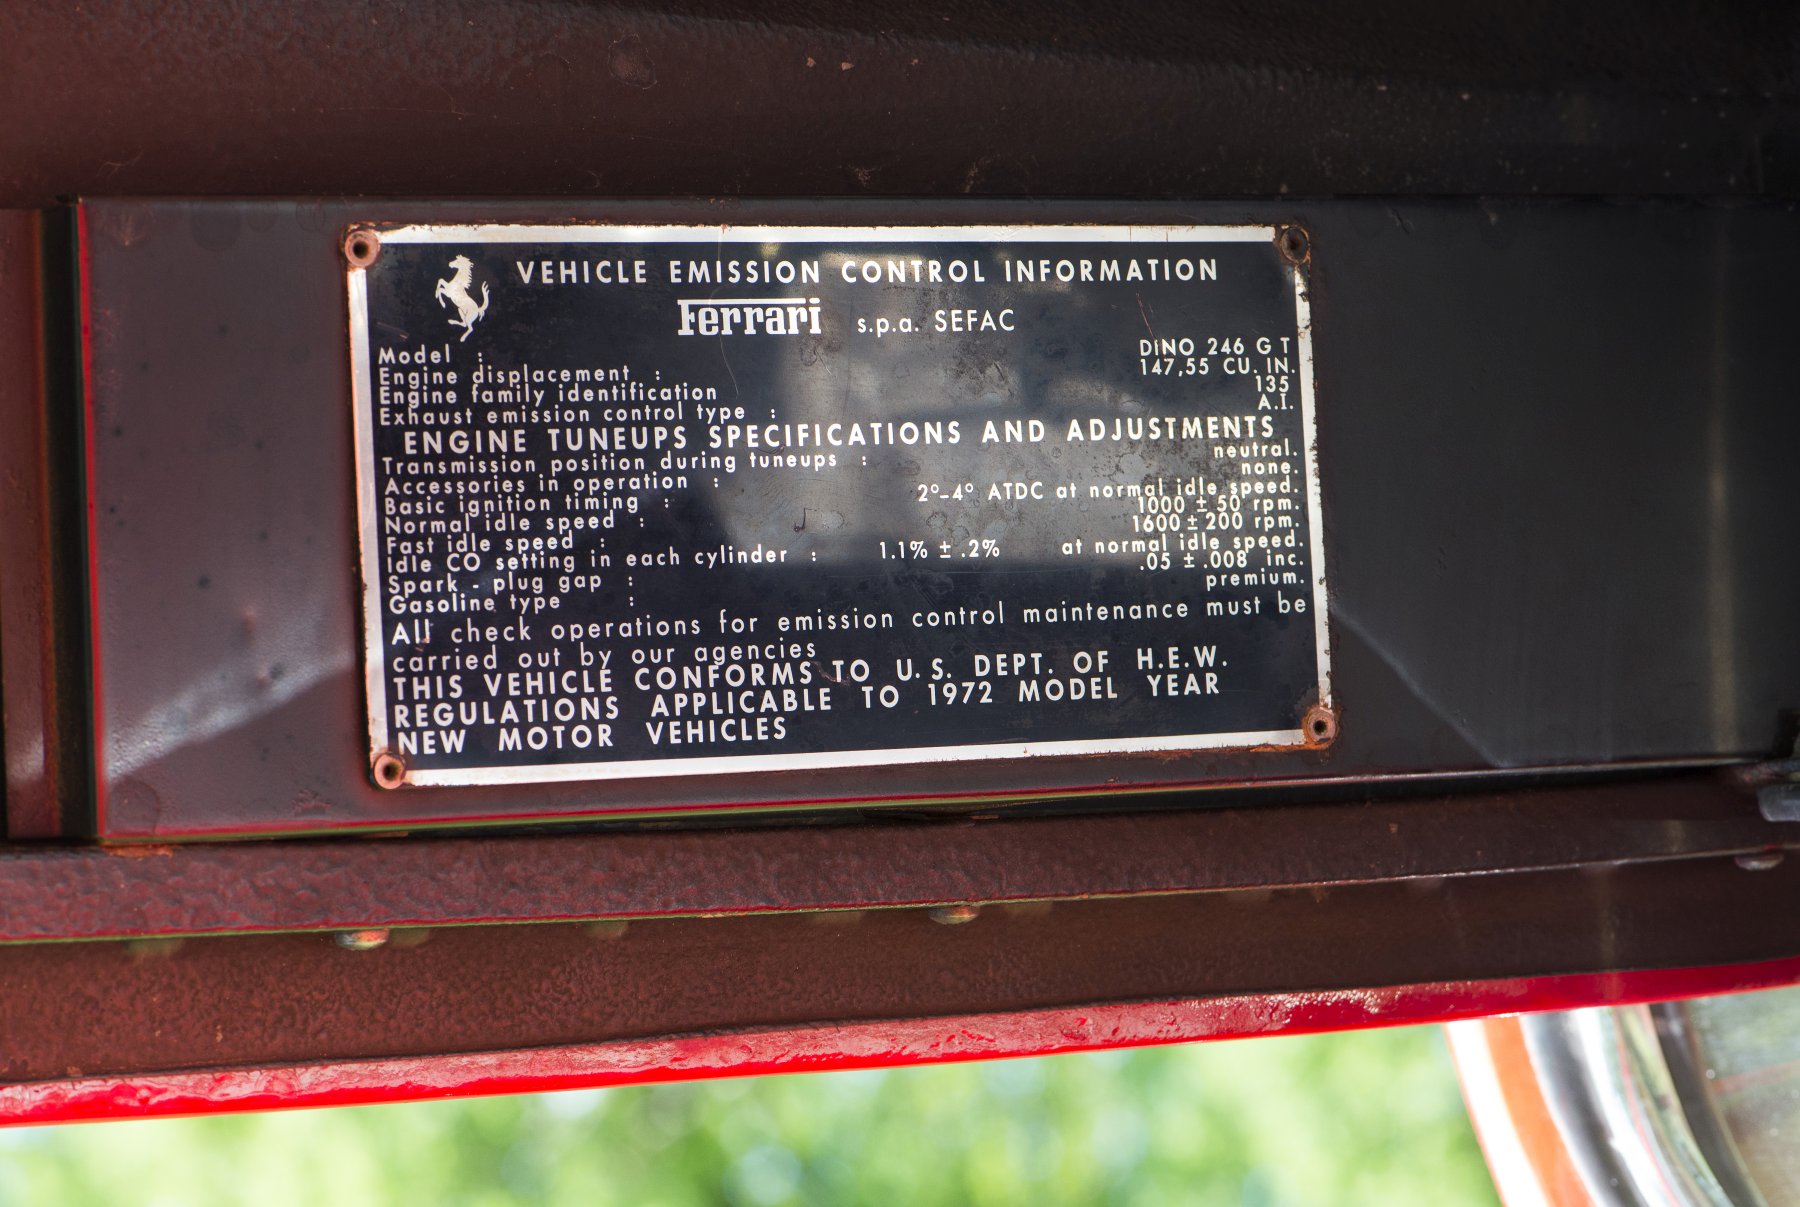 VEHICLE EMISSION CONTROL INFORMATION
Ferrari s.p.a. SEFAC
Model : DINO 246 G T
Engine displacement : 147,55 CU. IN.
Engine family identification 135
Exhaust emission control type : A.I.
ENGINE TUNEUPS SPECIFICATIONS AND ADJUSTMENTS
Transmission position during tuneups : neutral.
Accessories in operation : none.
Basic ignition timing : 2°-4° ATDC at normal idle speed.
Normal idle speed : 1000 ± 50 rpm.
Fast idle speed : 1600 ± 200 rpm.
Idle CO setting in each cylinder : 1.1% ± .2% at normal idle speed.
Spark - plug gap : .05 ± .008 inc.
Gasoline type : premium.
All check operations for emission control maintenance must be
carried out by our agencies
THIS VEHICLE CONFORMS TO U.S. DEPT. OF H.E.W.
REGULATIONS APPLICABLE TO 1972 MODEL YEAR
NEW MOTOR VEHICLES